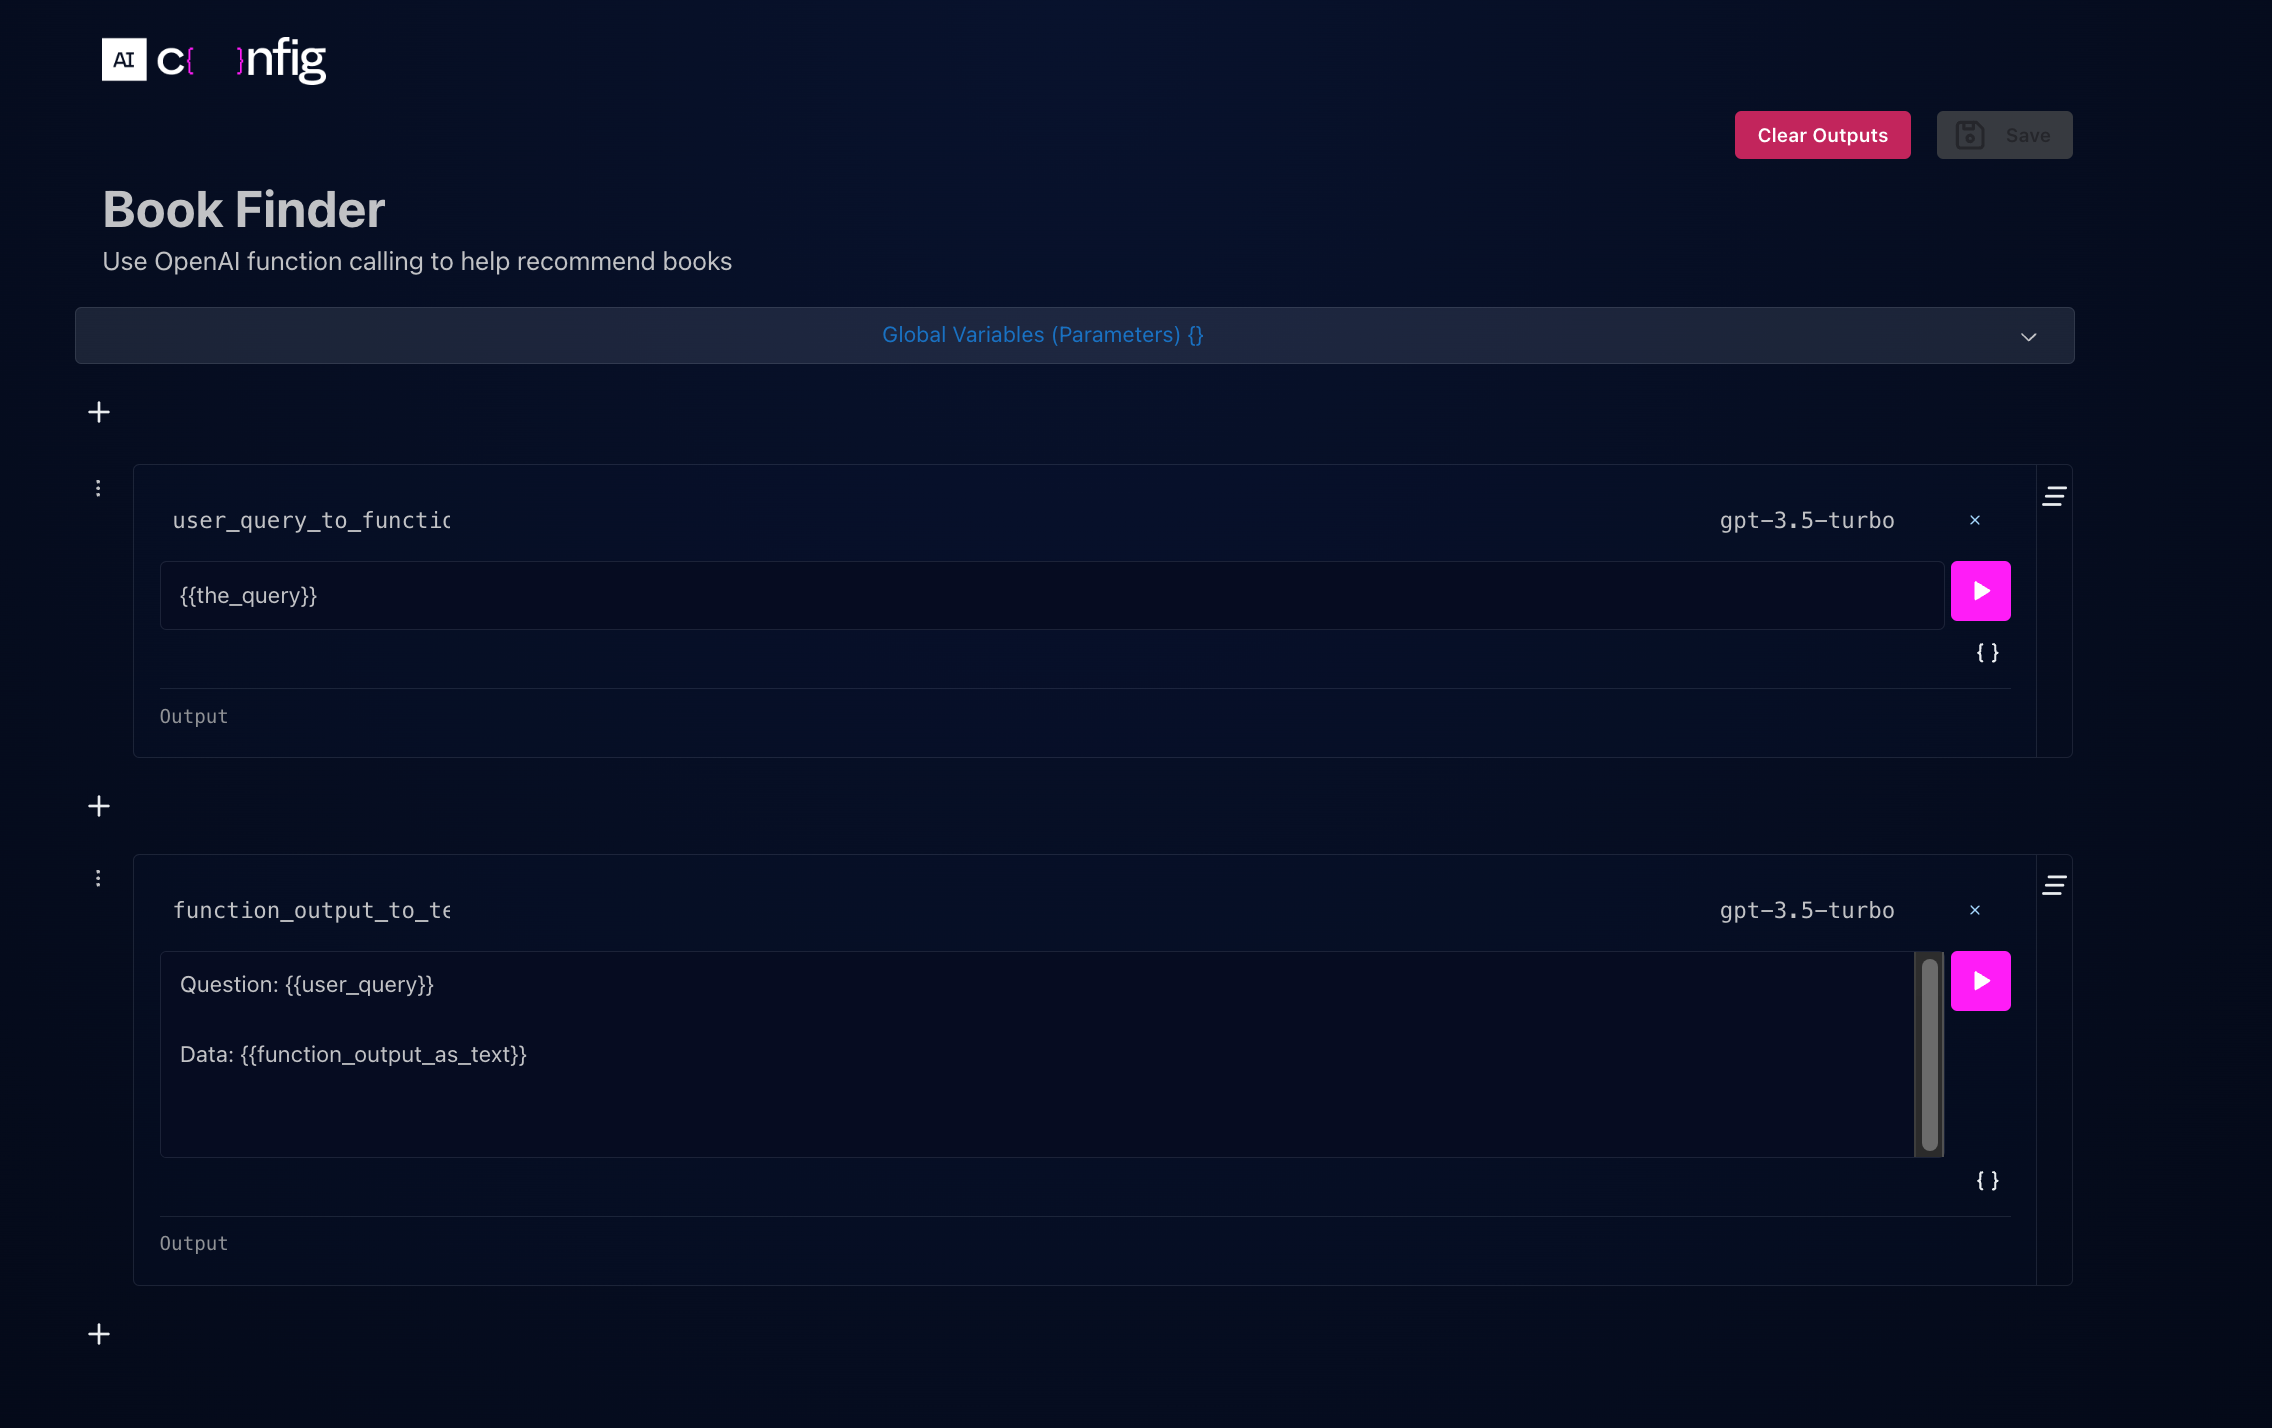 AI c{ }nfig
Clear Outputs
Save
Book Finder
Use OpenAI function calling to help recommend books
Global Variables (Parameters) {}
user_query_to_functic
gpt-3.5-turbo
×
{{the_query}}
{ }
Output
function_output_to_te
gpt-3.5-turbo
×
Question: {{user_query}}
Data: {{function_output_as_text}}
{ }
Output